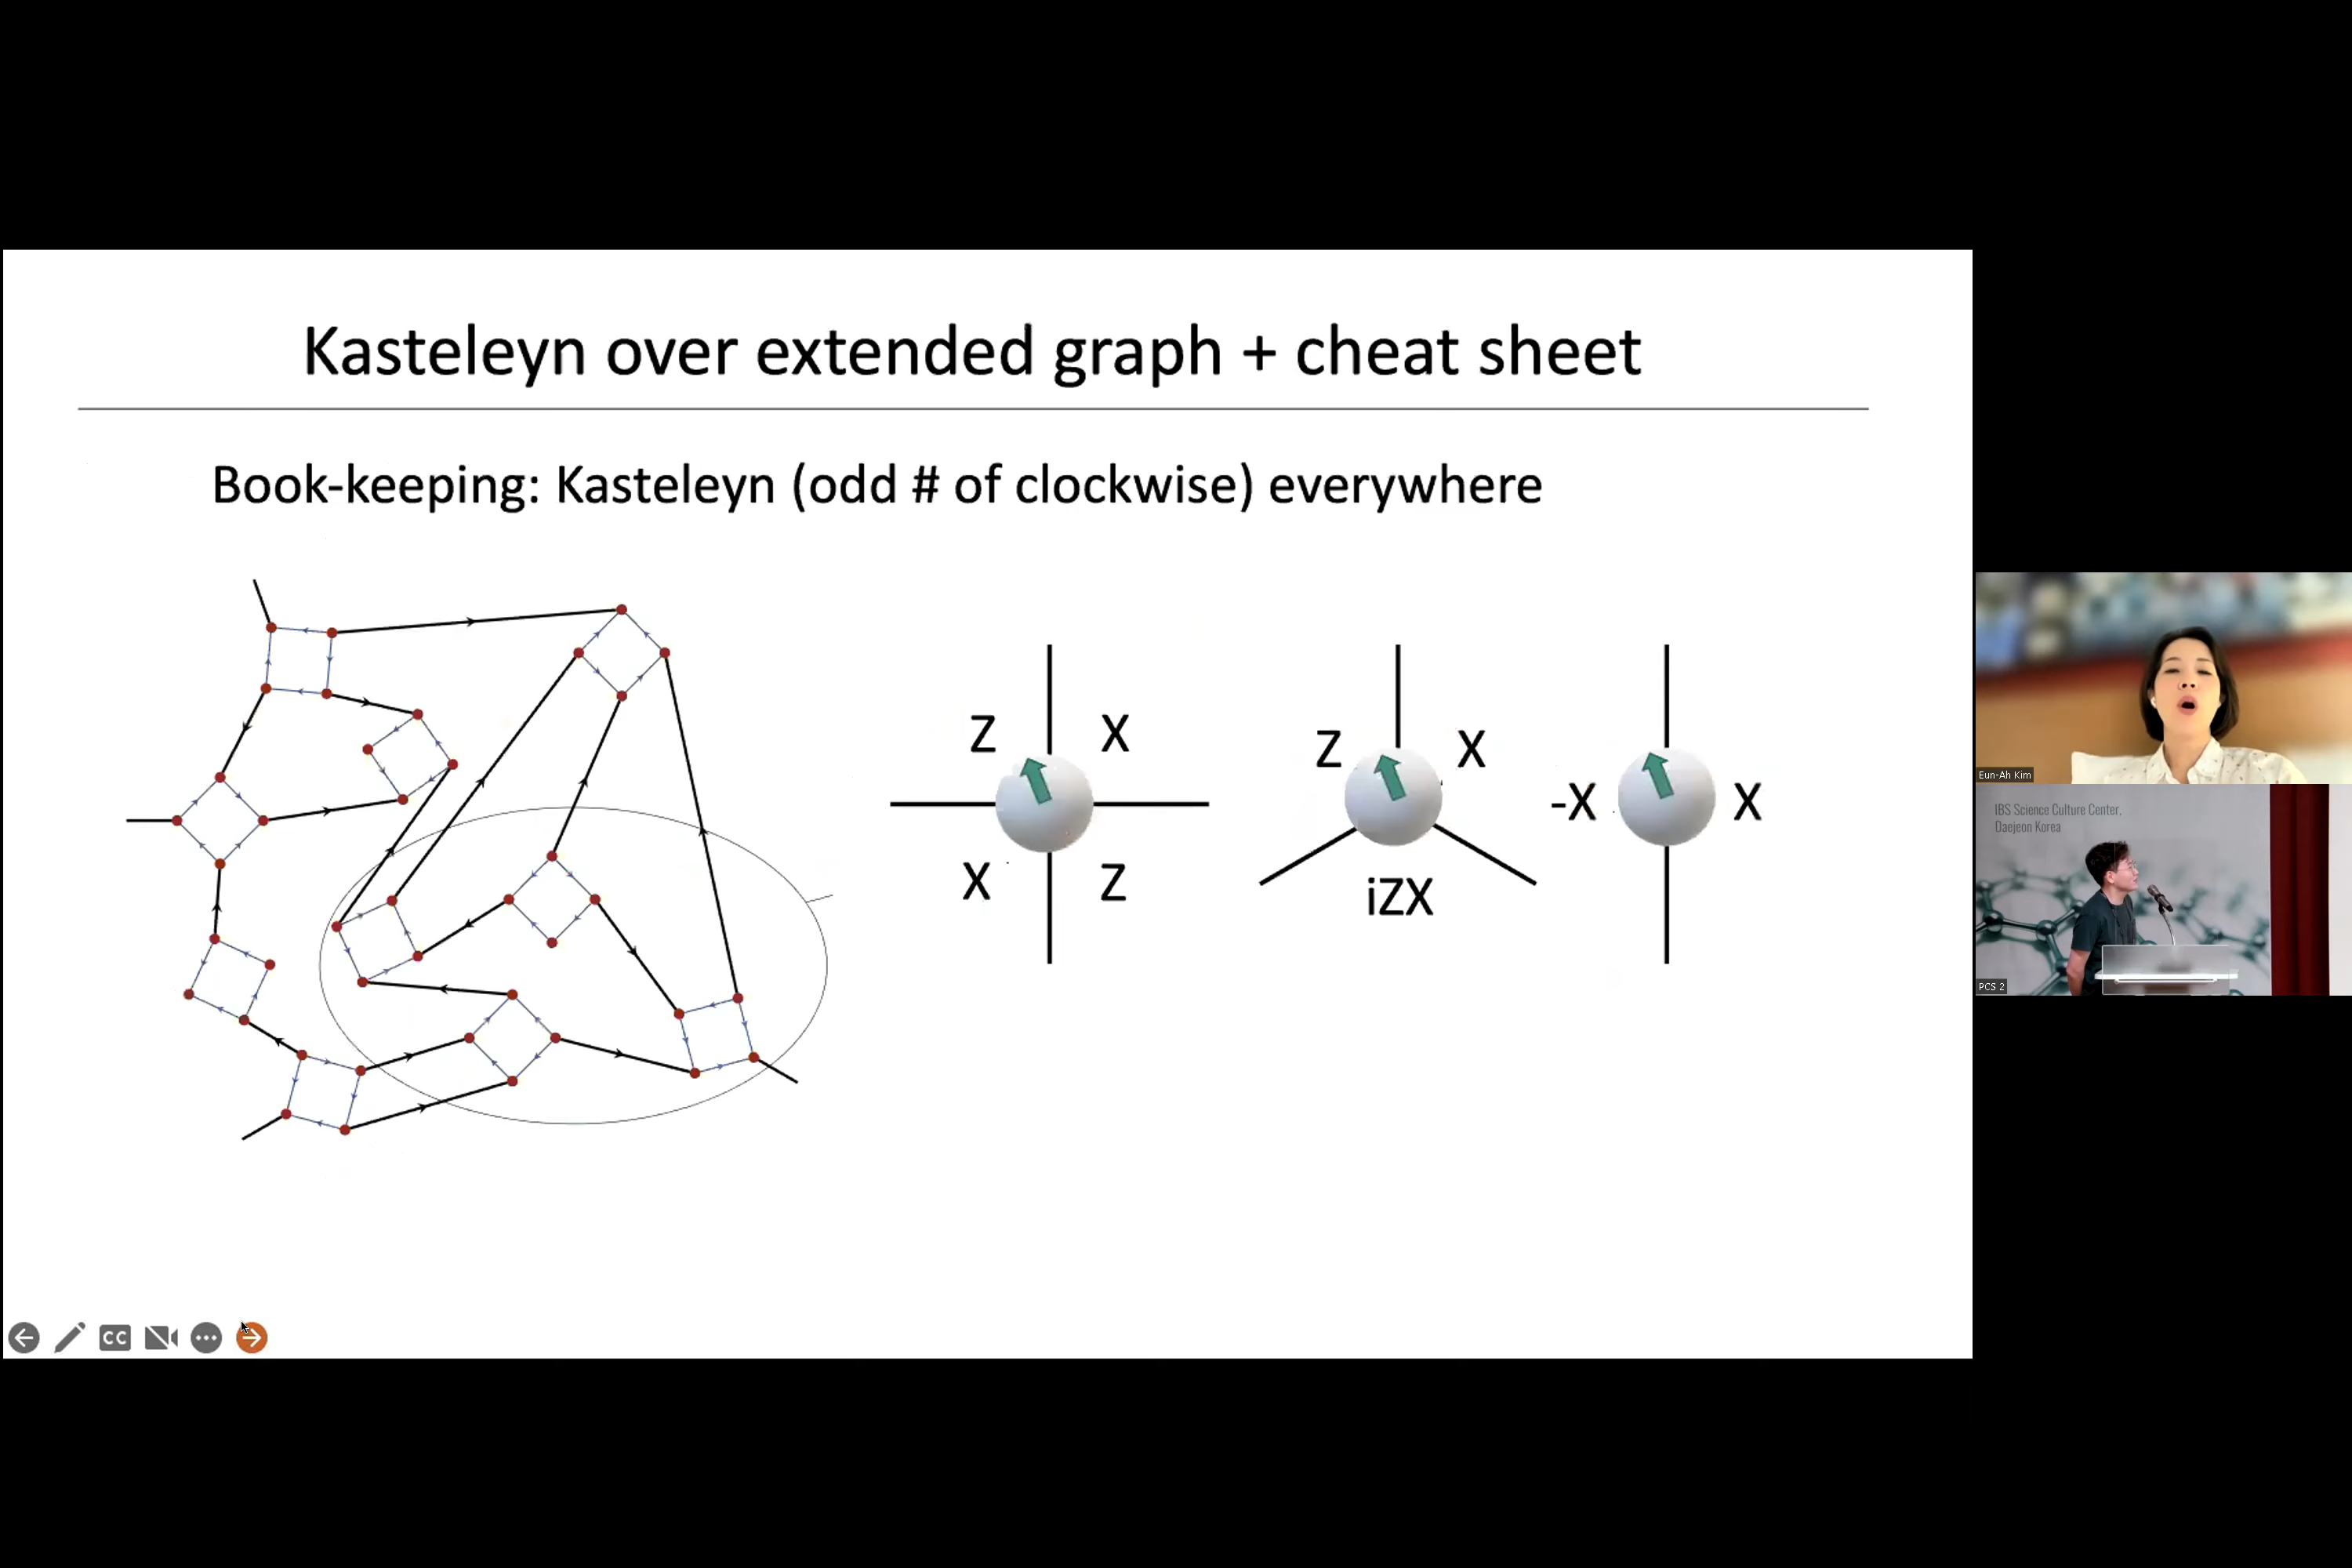 Kasteleyn over extended graph + cheat sheet
Book-keeping: Kasteleyn (odd # of clockwise) everywhere
Z X
X Z
Z X
iZX
-X X
Eun-Ah Kim
IBS Science Culture Center.
Daejeon Korea
PCS 2
CC